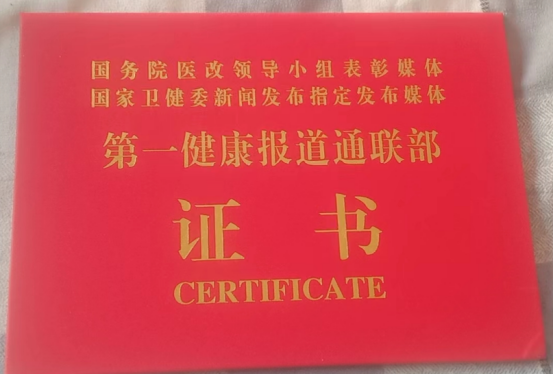 国务院医改领导小组表彰媒体
国家卫健委新闻发布指定发布媒体
第一健康报道通联部
证书
CERTIFICATE